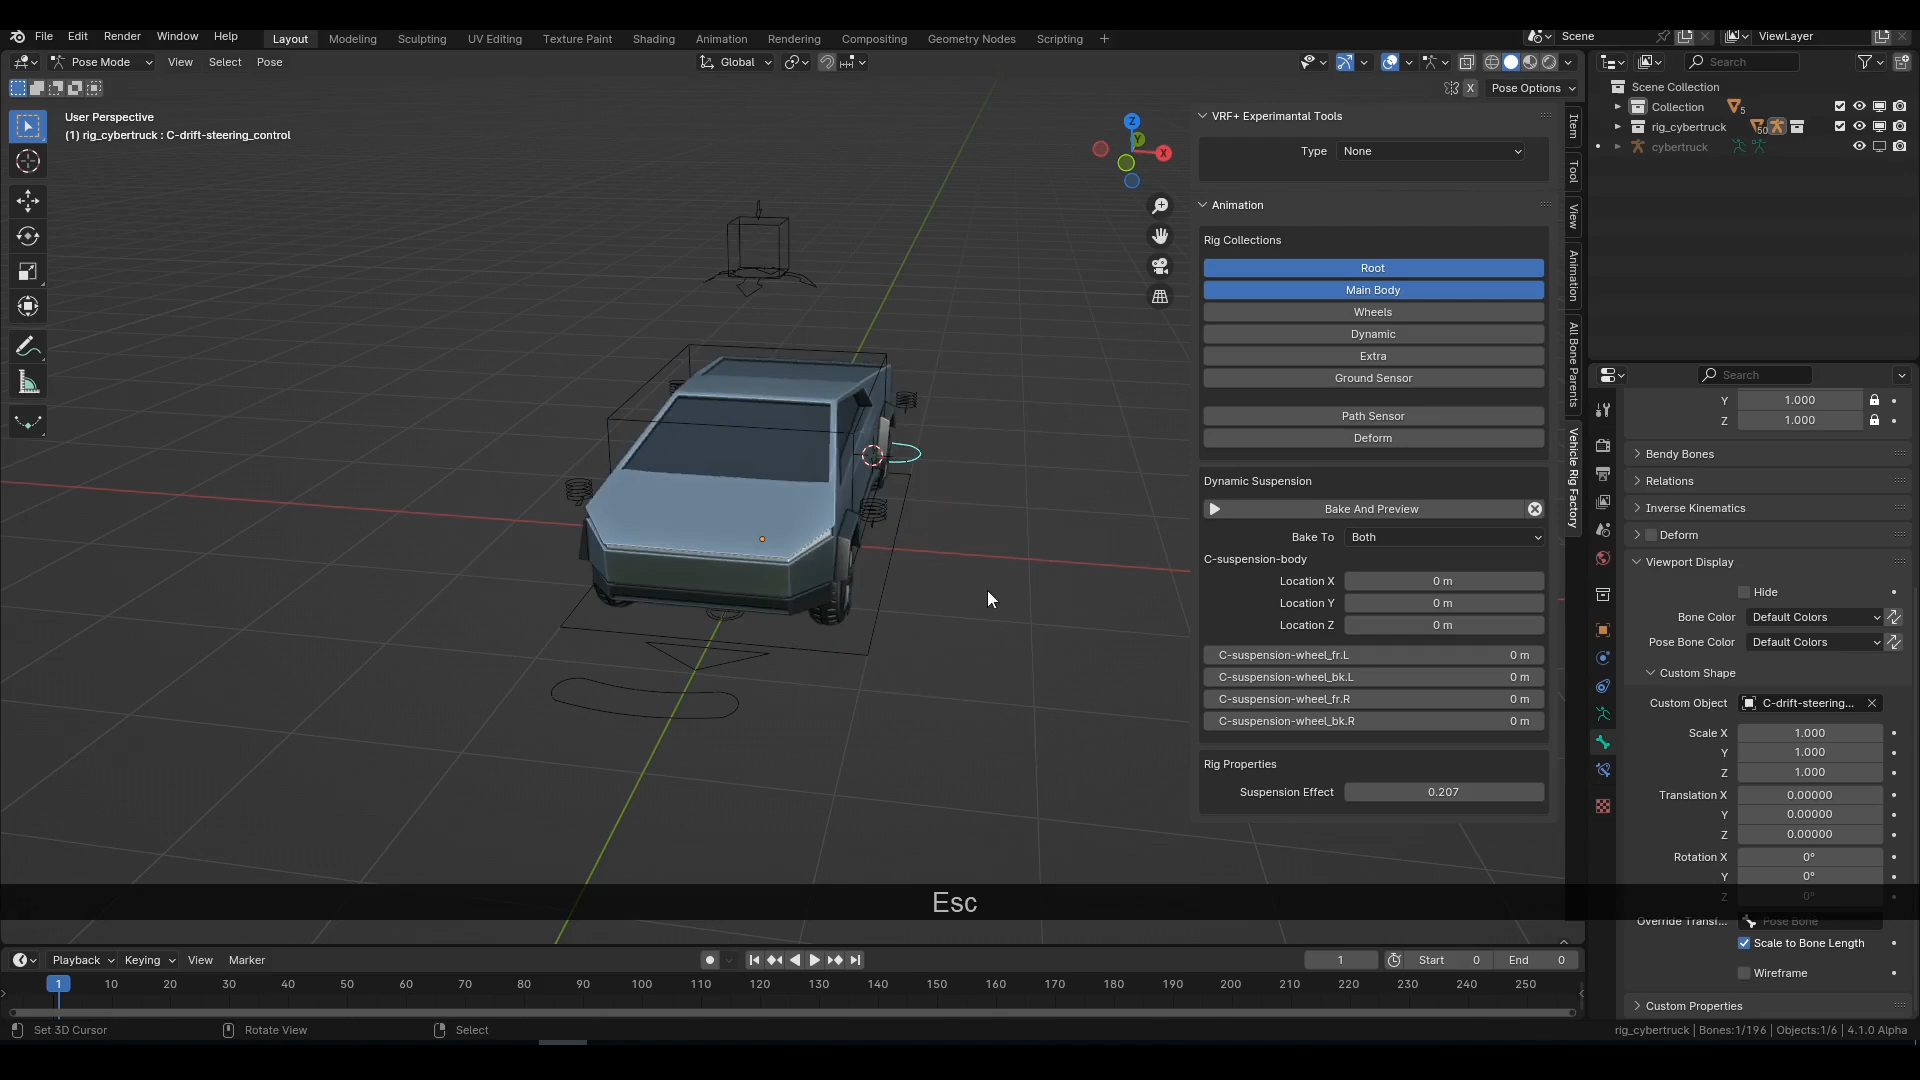 File Edit Render Window Help Layout Modeling Sculpting UV Editing Texture Paint Shading Animation Rendering Compositing Geometry Nodes Scripting + Scene ViewLayer
Pose Mode View Select Pose Global Search
X Pose Options
User Perspective
(1) rig_cybertruck : C-drift-steering_control
Z
Y
X
VRF+ Experimantal Tools
Type None
Animation
Rig Collections
Root
Main Body
Wheels
Dynamic
Extra
Ground Sensor
Path Sensor
Deform
Dynamic Suspension
Bake And Preview
Bake To Both
C-suspension-body
Location X 0 m
Location Y 0 m
Location Z 0 m
C-suspension-wheel_fr.L 0 m
C-suspension-wheel_bk.L 0 m
C-suspension-wheel_fr.R 0 m
C-suspension-wheel_bk.R 0 m
Rig Properties
Suspension Effect 0.207
Item
Tool
View
Animation
All Bone Parents
Vehicle Rig Factory
Scene Collection
Collection 5
rig_cybertruck 50
cybertruck
Search
Y 1.000
Z 1.000
Bendy Bones
Relations
Inverse Kinematics
Deform
Viewport Display
Hide
Bone Color Default Colors
Pose Bone Color Default Colors
Custom Shape
Custom Object C-drift-steering...
Scale X 1.000
Y 1.000
Z 1.000
Translation X 0.00000
Y 0.00000
Z 0.00000
Rotation X 0°
Y 0°
Z 0°
Override Transf... Pose Bone
Scale to Bone Length
Wireframe
Custom Properties
Esc
Playback Keying View Marker 1 Start 0 End 0
1 10 20 30 40 50 60 70 80 90 100 110 120 130 140 150 160 170 180 190 200 210 220 230 240 250
Set 3D Cursor Rotate View Select rig_cybertruck | Bones:1/196 | Objects:1/6 | 4.1.0 Alpha